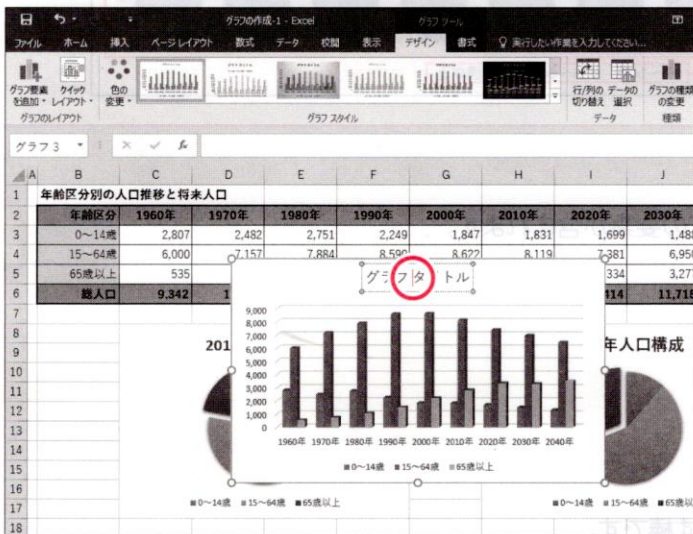 グラフの作成-1 - Excel
グラフ ツール
ファイル ホーム 挿入 ページ レイアウト 数式 データ 校閲 表示 デザイン 書式 実行したい作業を入力してください...
グラフ要素を追加 クイック レイアウト 色の変更 行/列の切り替え データの選択 グラフの種類の変更
グラフのレイアウト グラフ スタイル データ 種類
グラフ 3 fx
A B C D E F G H I J
1 年齢区分別の人口推移と将来人口
2 年齢区分 1960年 1970年 1980年 1990年 2000年 2010年 2020年 2030年
3 0～14歳 2,807 2,482 2,751 2,249 1,847 1,831 1,699 1,48
4 15～64歳 6,000 7,157 7,884 8,590 8,622 8,119 7,381 6,95
5 65歳以上 535 334 3,27
6 総人口 9,342 1 414 11,71
7
8
9
10
11
12
13
14
15
16
17
18
グラフタイトル
9,000
8,000
7,000
6,000
5,000
4,000
3,000
2,000
1,000
0
1960年 1970年 1980年 1990年 2000年 2010年 2020年 2030年 2040年
0～14歳 15～64歳 65歳以上
201
年人口構成
0～14歳 15～64歳 65歳以上
0～14歳 15～64歳 65歳以